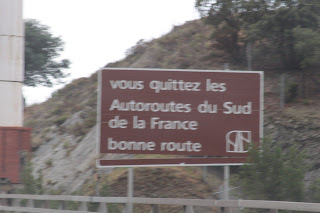 vous quittez les
Autoroutes du Sud
de la France
bonne route